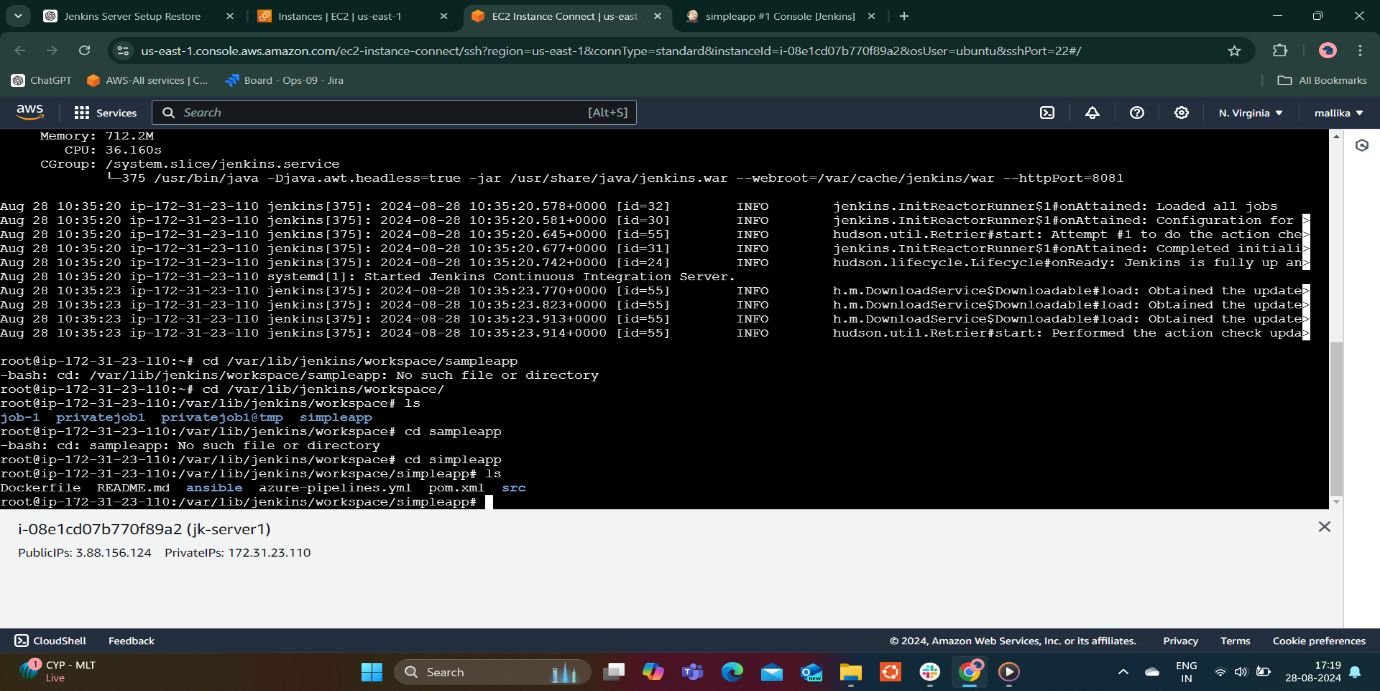 Jenkins Server Setup Restore
Instances | EC2 | us-east-1
EC2 Instance Connect | us-east
simpleapp #1 Console [Jenkins]
us-east-1.console.aws.amazon.com/ec2-instance-connect/ssh?region=us-east-1&connType=standard&instanceId=i-08e1cd07b770f89a2&osUser=ubuntu&sshPort=22#/
ChatGPT
AWS-All services | C...
Board - Ops-09 - Jira
All Bookmarks
aws
Services
Search
[Alt+S]
N. Virginia
mallika
Memory: 712.2M
CPU: 36.160s
CGroup: /system.slice/jenkins.service
└─375 /usr/bin/java -Djava.awt.headless=true -jar /usr/share/java/jenkins.war --webroot=/var/cache/jenkins/war --httpPort=8081
Aug 28 10:35:20 ip-172-31-23-110 jenkins[375]: 2024-08-28 10:35:20.578+0000 [id=32] INFO jenkins.InitReactorRunner$1#onAttained: Loaded all jobs
Aug 28 10:35:20 ip-172-31-23-110 jenkins[375]: 2024-08-28 10:35:20.581+0000 [id=30] INFO jenkins.InitReactorRunner$1#onAttained: Configuration for >
Aug 28 10:35:20 ip-172-31-23-110 jenkins[375]: 2024-08-28 10:35:20.645+0000 [id=55] INFO hudson.util.Retrier#start: Attempt #1 to do the action che>
Aug 28 10:35:20 ip-172-31-23-110 jenkins[375]: 2024-08-28 10:35:20.677+0000 [id=31] INFO jenkins.InitReactorRunner$1#onAttained: Completed initiali>
Aug 28 10:35:20 ip-172-31-23-110 jenkins[375]: 2024-08-28 10:35:20.742+0000 [id=24] INFO hudson.lifecycle.Lifecycle#onReady: Jenkins is fully up an>
Aug 28 10:35:20 ip-172-31-23-110 systemd[1]: Started Jenkins Continuous Integration Server.
Aug 28 10:35:23 ip-172-31-23-110 jenkins[375]: 2024-08-28 10:35:23.770+0000 [id=55] INFO h.m.DownloadService$Downloadable#load: Obtained the update>
Aug 28 10:35:23 ip-172-31-23-110 jenkins[375]: 2024-08-28 10:35:23.823+0000 [id=55] INFO h.m.DownloadService$Downloadable#load: Obtained the update>
Aug 28 10:35:23 ip-172-31-23-110 jenkins[375]: 2024-08-28 10:35:23.913+0000 [id=55] INFO h.m.DownloadService$Downloadable#load: Obtained the update>
Aug 28 10:35:23 ip-172-31-23-110 jenkins[375]: 2024-08-28 10:35:23.914+0000 [id=55] INFO hudson.util.Retrier#start: Performed the action check upda>
root@ip-172-31-23-110:~# cd /var/lib/jenkins/workspace/sampleapp
-bash: cd: /var/lib/jenkins/workspace/sampleapp: No such file or directory
root@ip-172-31-23-110:~# cd /var/lib/jenkins/workspace/
root@ip-172-31-23-110:/var/lib/jenkins/workspace# ls
job-1 privatejob1 privatejob1@tmp simpleapp
root@ip-172-31-23-110:/var/lib/jenkins/workspace# cd sampleapp
-bash: cd: sampleapp: No such file or directory
root@ip-172-31-23-110:/var/lib/jenkins/workspace# cd simpleapp
root@ip-172-31-23-110:/var/lib/jenkins/workspace/simpleapp# ls
Dockerfile README.md ansible azure-pipelines.yml pom.xml src
root@ip-172-31-23-110:/var/lib/jenkins/workspace/simpleapp#
i-08e1cd07b770f89a2 (jk-server1)
PublicIPs: 3.88.156.124 PrivateIPs: 172.31.23.110
CloudShell
Feedback
© 2024, Amazon Web Services, Inc. or its affiliates.
Privacy
Terms
Cookie preferences
1
CYP - MLT
Live
Search
NEW
ENG
IN
17:19
28-08-2024